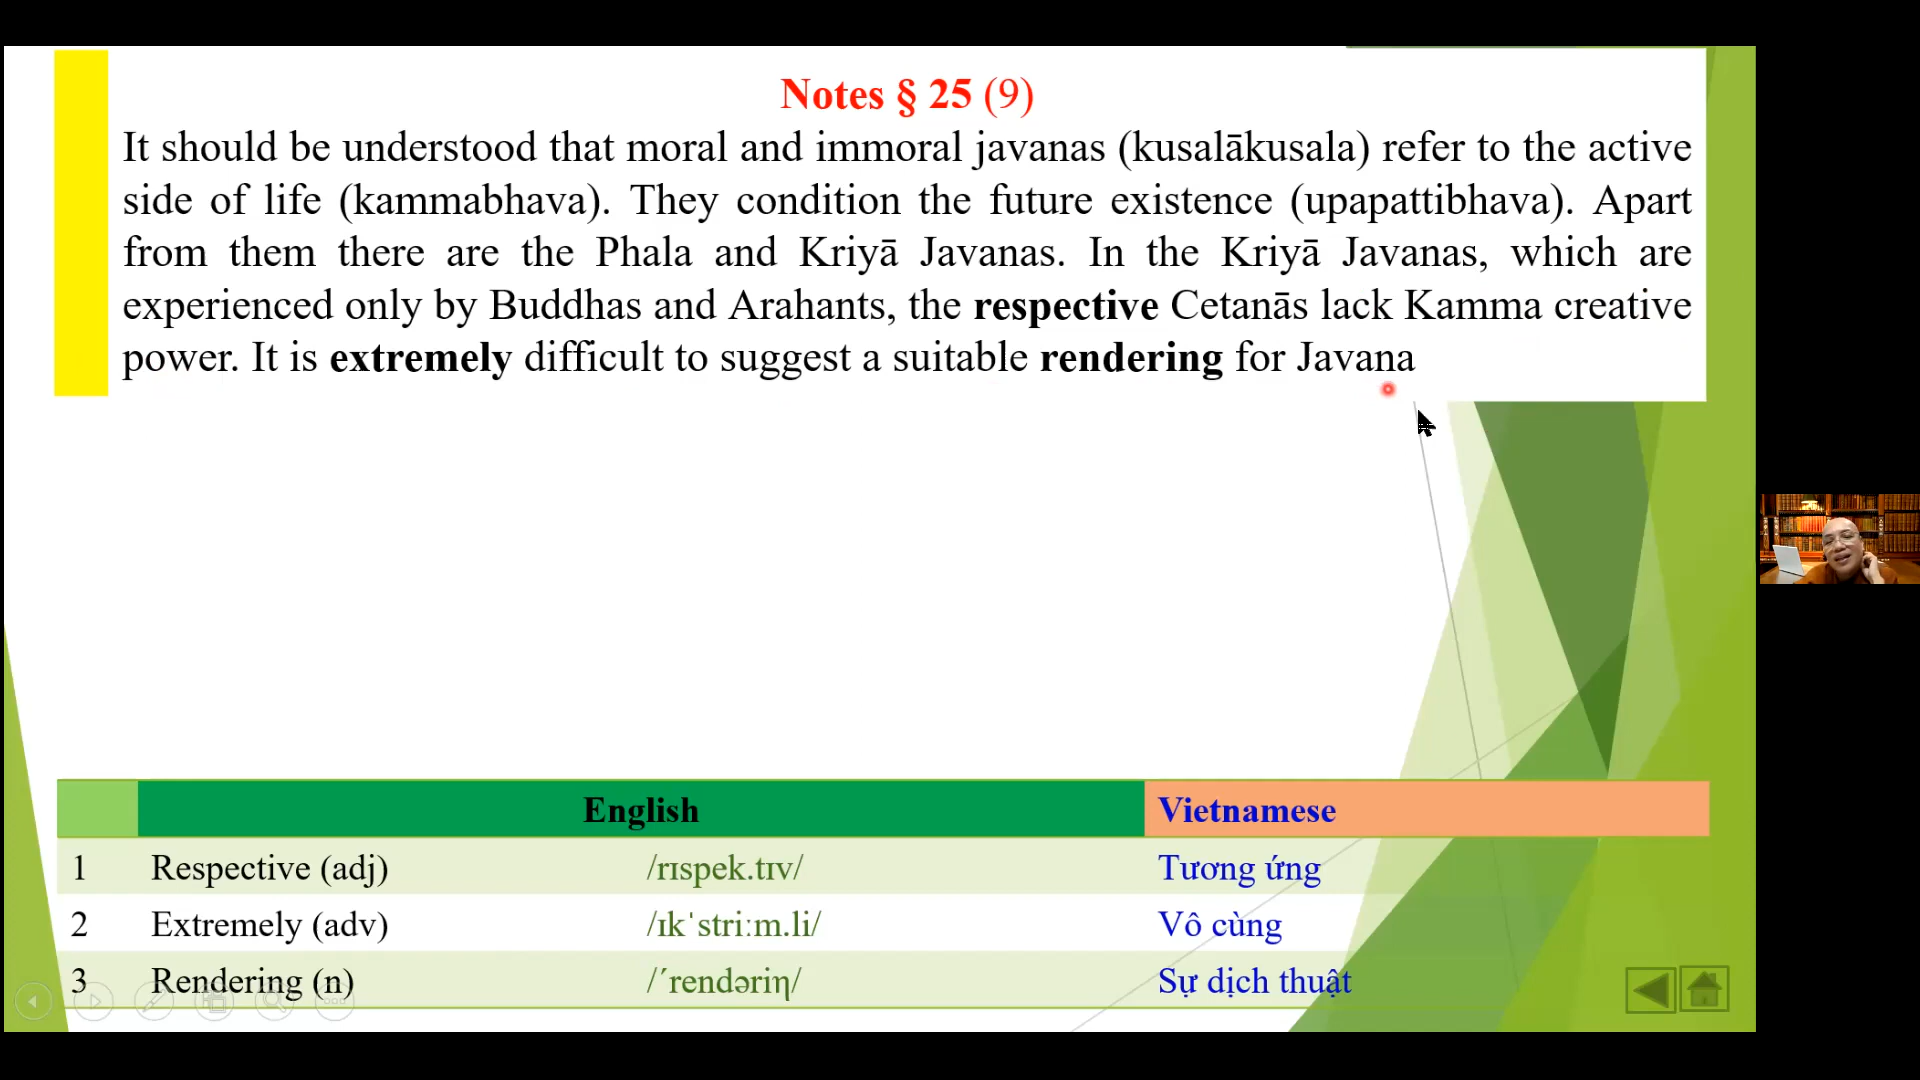 Notes § 25 (9)
It should be understood that moral and immoral javanas (kusalākusala) refer to the active
side of life (kammabhava). They condition the future existence (upapattibhava). Apart
from them there are the Phala and Kriyā Javanas. In the Kriyā Javanas, which are
experienced only by Buddhas and Arahants, the respective Cetanās lack Kamma creative
power. It is extremely difficult to suggest a suitable rendering for Javana
English Vietnamese
1 Respective (adj) /rɪspek.tɪv/ Tương ứng
2 Extremely (adv) /ɪkˈstriːm.li/ Vô cùng
3 Rendering (n) /´rendəriη/ Sự dịch thuật